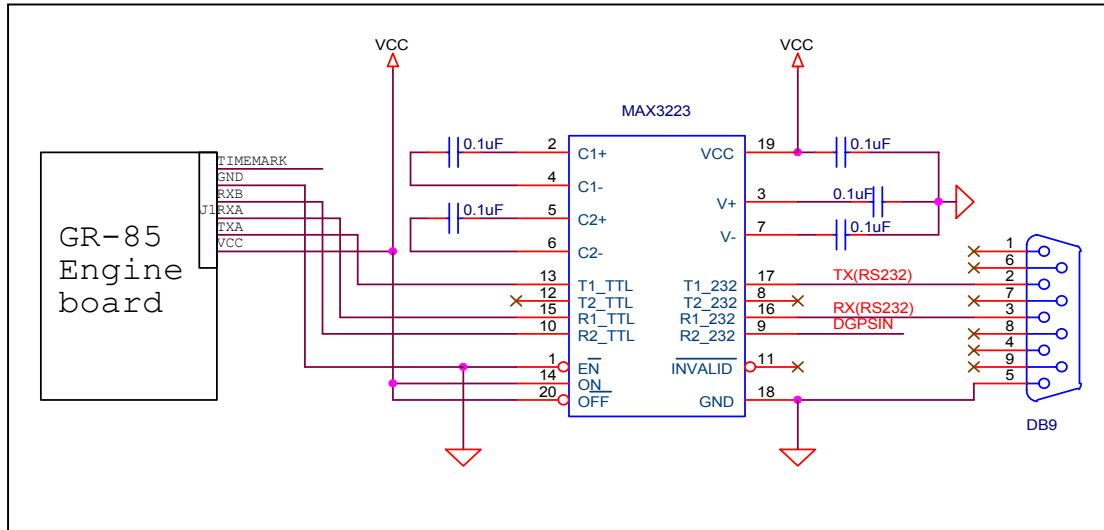 VCC
VCC
MAX3223
TIMEMARK
GND
RXB
J1 RXA
TXA
VCC
GR-85
Engine
board
0.1uF
2
C1+
4
C1-
0.1uF
5
C2+
6
C2-
13
T1_TTL
12
T2_TTL
15
R1_TTL
10
R2_TTL
1
EN
14
ON
20
OFF
VCC
19
0.1uF
V+
3
0.1uF
V-
7
0.1uF
T1_232
17
TX(RS232)
T2_232
8
R1_232
16
RX(RS232)
R2_232
9
DGPSIN
INVALID
11
GND
18
1
6
2
7
3
8
4
9
5
DB9